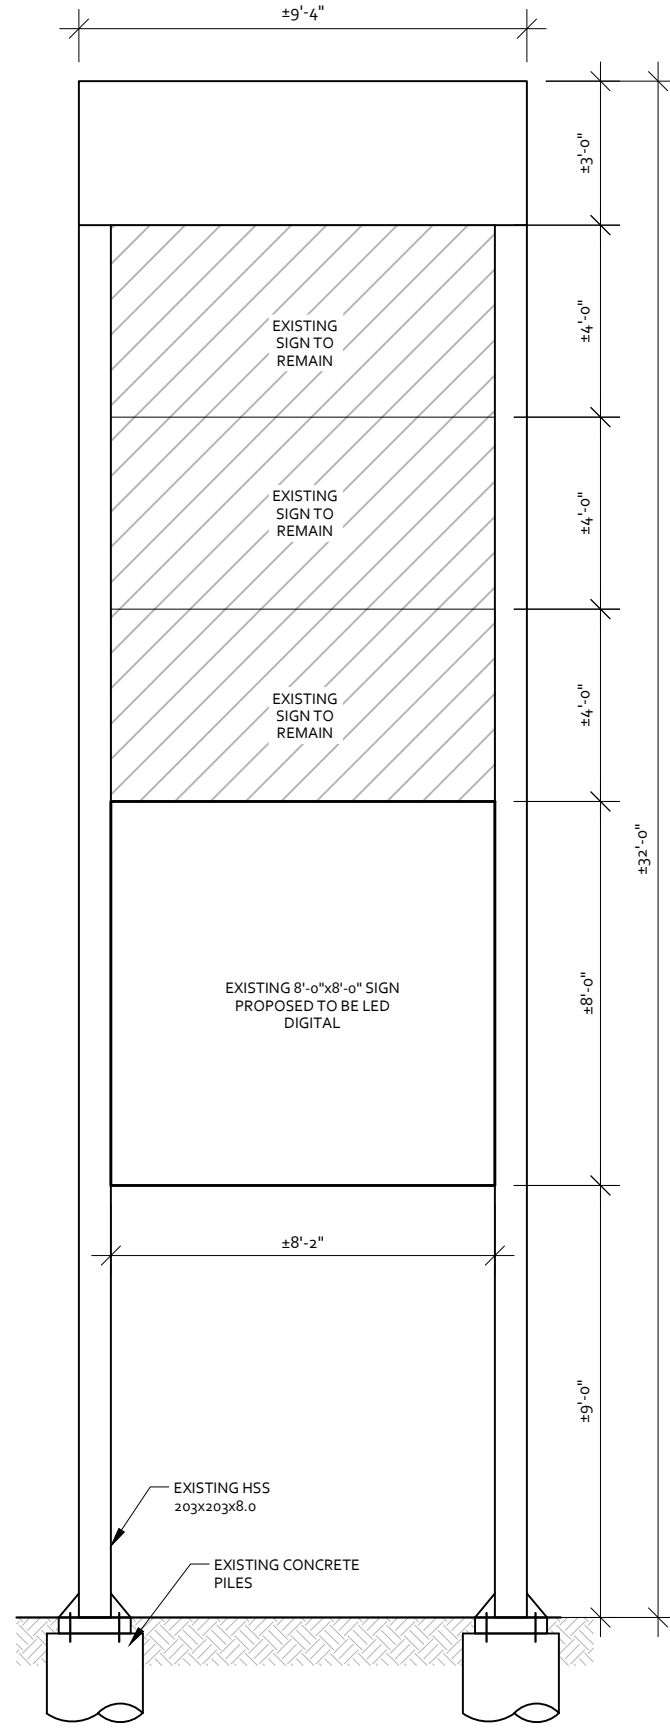 ±9'-4"
±3'-0"
EXISTING
SIGN TO
REMAIN
±4'-0"
EXISTING
SIGN TO
REMAIN
±4'-0"
EXISTING
SIGN TO
REMAIN
±4'-0"
±32'-0"
EXISTING 8'-0"x8'-0" SIGN
PROPOSED TO BE LED
DIGITAL
±8'-0"
±8'-2"
±9'-0"
EXISTING HSS
203x203x8.0
EXISTING CONCRETE
PILES